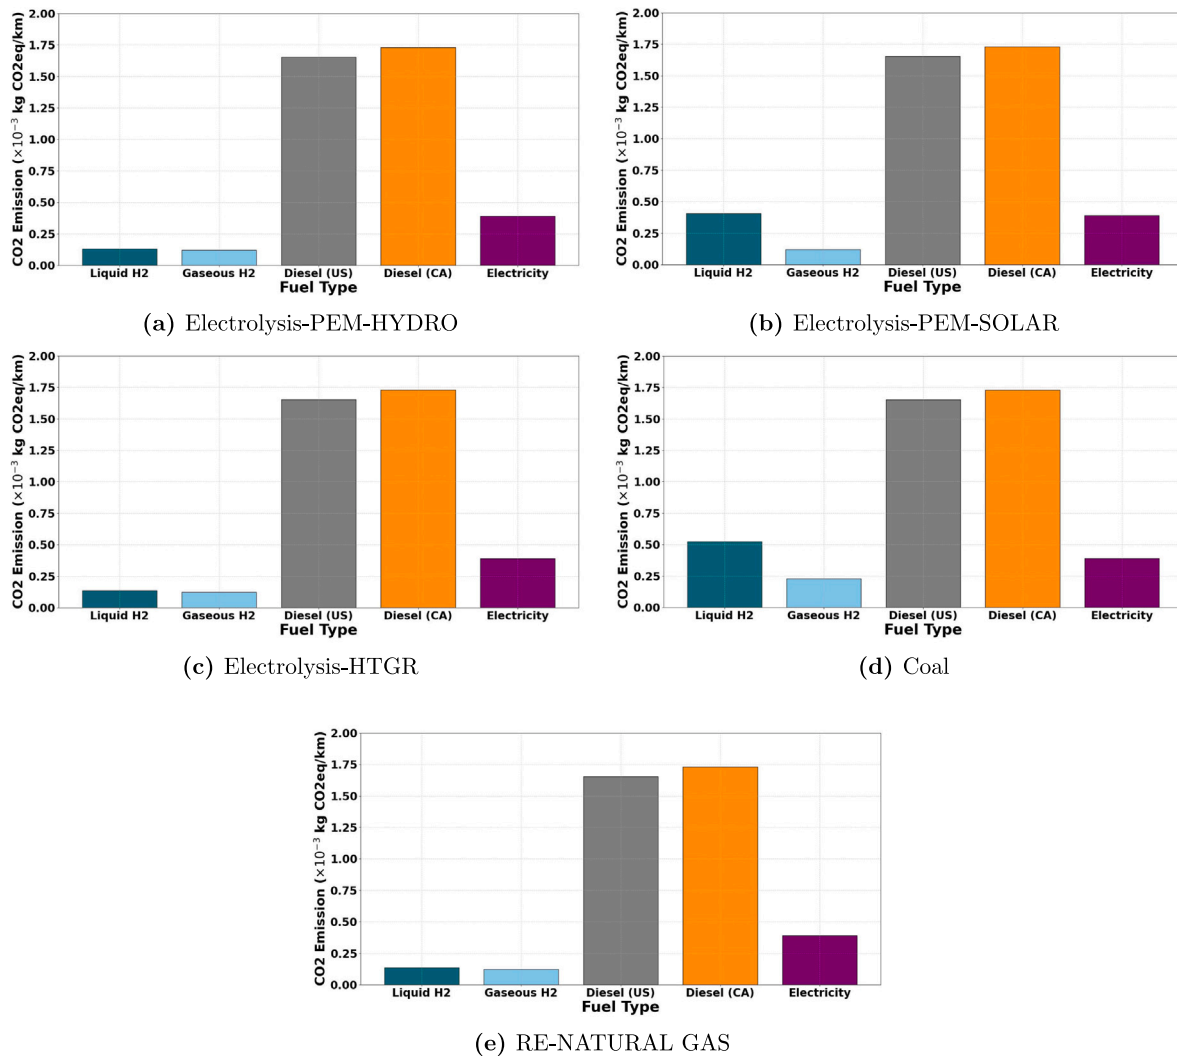 CO2 Emission (×10⁻³ kg CO2eq/km)
2.00
1.75
1.50
1.25
1.00
0.75
0.50
0.25
0.00
Liquid H2 Gaseous H2 Diesel (US) Diesel (CA) Electricity
Fuel Type
(a) Electrolysis-PEM-HYDRO
CO2 Emission (×10⁻³ kg CO2eq/km)
2.00
1.75
1.50
1.25
1.00
0.75
0.50
0.25
0.00
Liquid H2 Gaseous H2 Diesel (US) Diesel (CA) Electricity
Fuel Type
(b) Electrolysis-PEM-SOLAR
CO2 Emission (×10⁻³ kg CO2eq/km)
2.00
1.75
1.50
1.25
1.00
0.75
0.50
0.25
0.00
Liquid H2 Gaseous H2 Diesel (US) Diesel (CA) Electricity
Fuel Type
(c) Electrolysis-HTGR
CO2 Emission (×10⁻³ kg CO2eq/km)
2.00
1.75
1.50
1.25
1.00
0.75
0.50
0.25
0.00
Liquid H2 Gaseous H2 Diesel (US) Diesel (CA) Electricity
Fuel Type
(d) Coal
CO2 Emission (×10⁻³ kg CO2eq/km)
2.00
1.75
1.50
1.25
1.00
0.75
0.50
0.25
0.00
Liquid H2 Gaseous H2 Diesel (US) Diesel (CA) Electricity
Fuel Type
(e) RE-NATURAL GAS